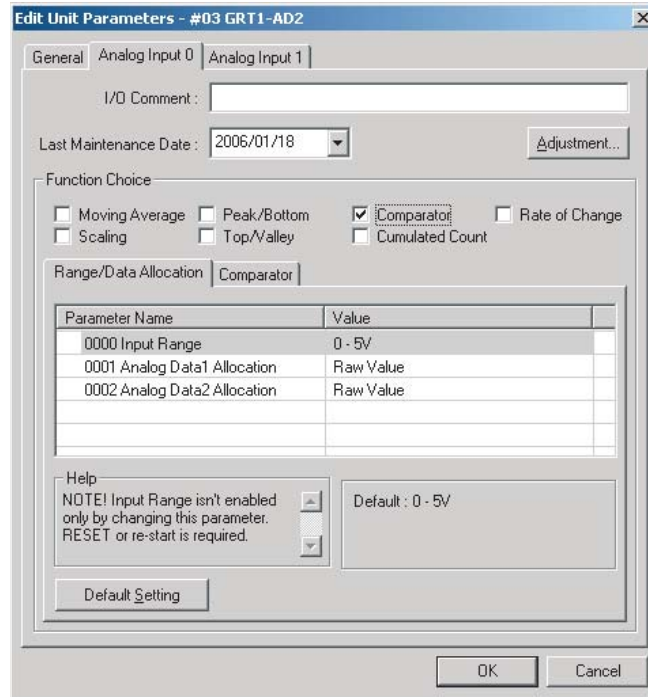 Edit Unit Parameters - #03 GRT1-AD2
General Analog Input 0 Analog Input 1
I/O Comment :
Last Maintenance Date : 2006/01/18 Adjustment...
Function Choice
Moving Average Peak/Bottom Comparator Rate of Change
Scaling Top/Valley Cumulated Count
Range/Data Allocation Comparator
Parameter Name Value
0000 Input Range 0 - 5V
0001 Analog Data1 Allocation Raw Value
0002 Analog Data2 Allocation Raw Value
Help
NOTE! Input Range isn't enabled
only by changing this parameter.
RESET or re-start is required.
Default : 0 - 5V
Default Setting
OK Cancel